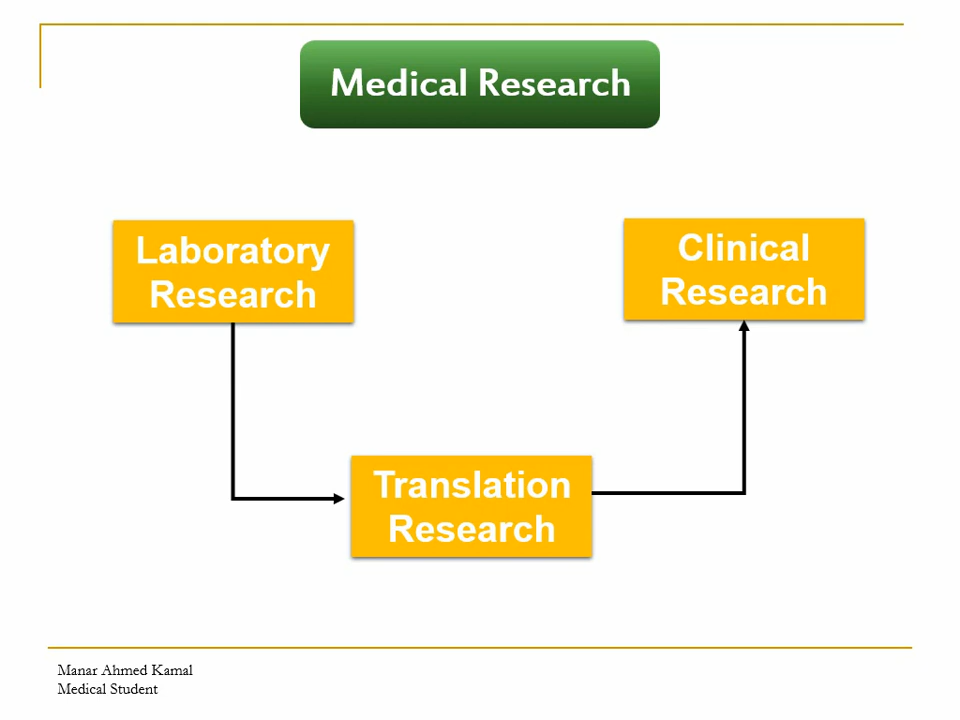 Medical Research
Laboratory
Research
Clinical
Research
Translation
Research
Manar Ahmed Kamal
Medical Student